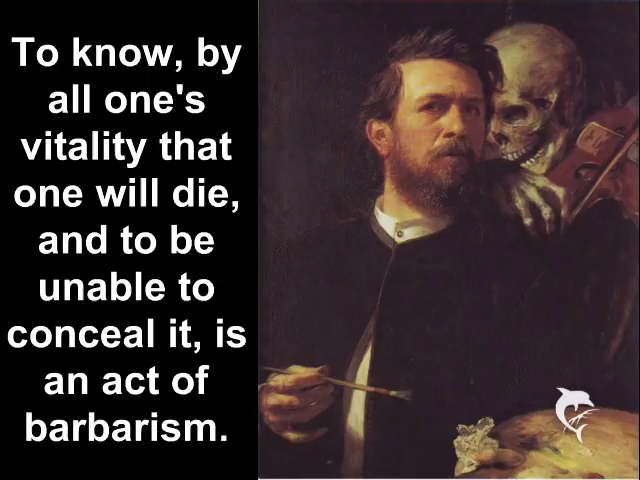 To know, by
all one's
vitality that
one will die,
and to be
unable to
conceal it, is
an act of
barbarism.